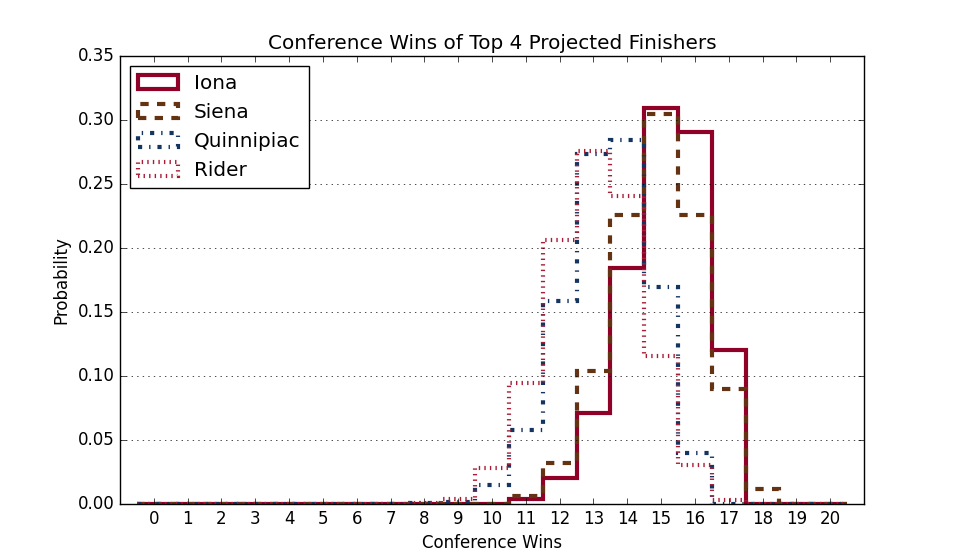 Conference Wins of Top 4 Projected Finishers
0.35
0.30
0.25
0.20
0.15
0.10
0.05
0.00
Probability
Iona
Siena
Quinnipiac
Rider
0 1 2 3 4 5 6 7 8 9 10 11 12 13 14 15 16 17 18 19 20
Conference Wins